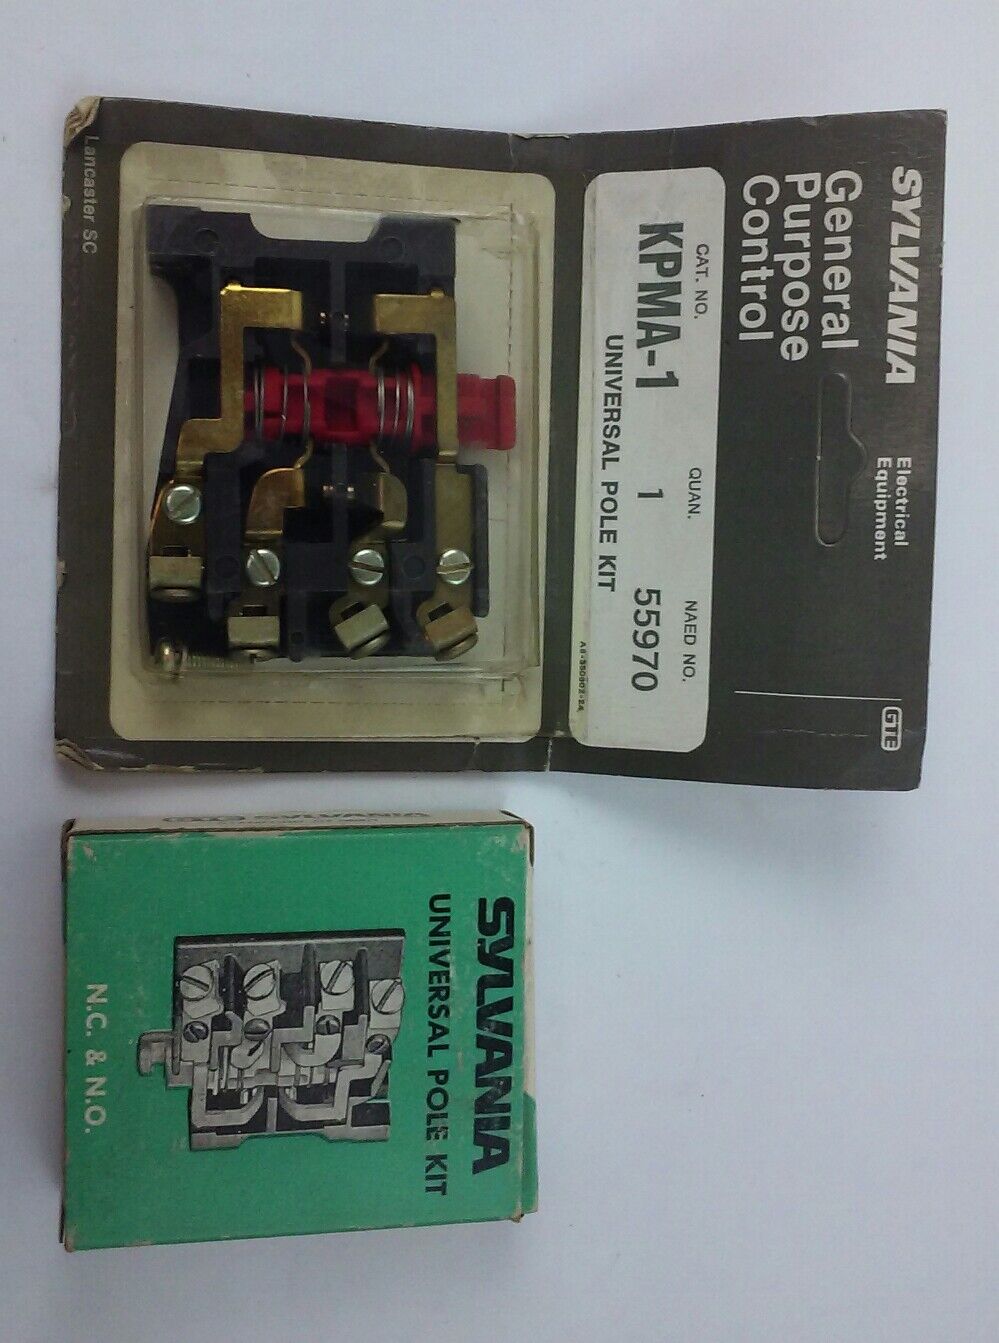 SYLVANIA
Electrical
Equipment
GTE
General
Purpose
Control
CAT. NO. QUAN. NAED NO.
KPMA-1 1 55970
UNIVERSAL POLE KIT
Lancaster SC
SYLVANIA
SYLVANIA
UNIVERSAL POLE KIT
N.C. & N.O.